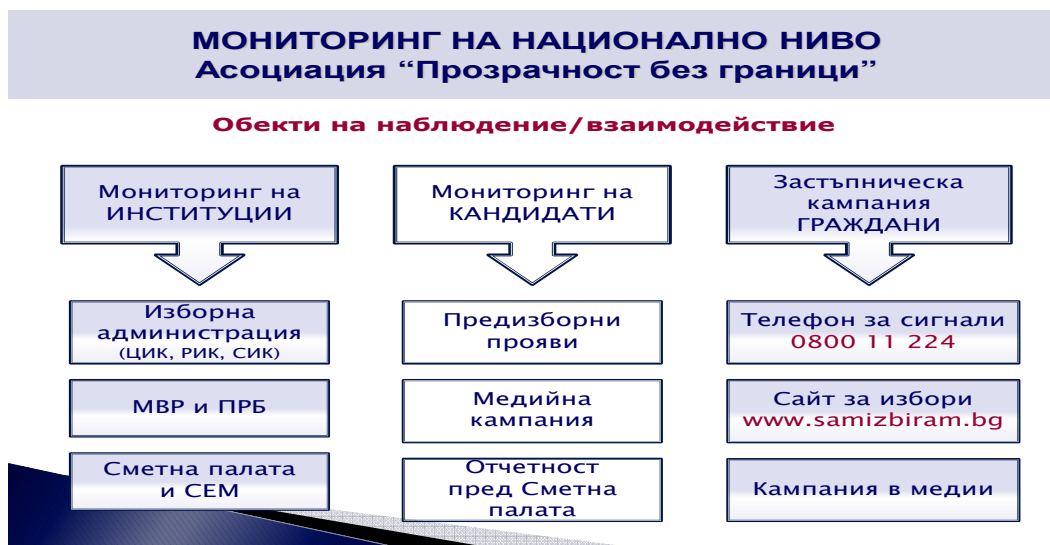 МОНИТОРИНГ НА НАЦИОНАЛНО НИВО
Асоциация “Прозрачност без граници”
Обекти на наблюдение/взаимодействие
Мониторинг на
ИНСТИТУЦИИ
Изборна
администрация
(ЦИК, РИК, СИК)
МВР и ПРБ
Сметна палата
и СЕМ
Мониторинг на
КАНДИДАТИ
Предизборни
прояви
Медийна
кампания
Отчетност
пред Сметна
палата
Застъпническа
кампания
ГРАЖДАНИ
Телефон за сигнали
0800 11 224
Сайт за избори
www.samizbiram.bg
Кампания в медии